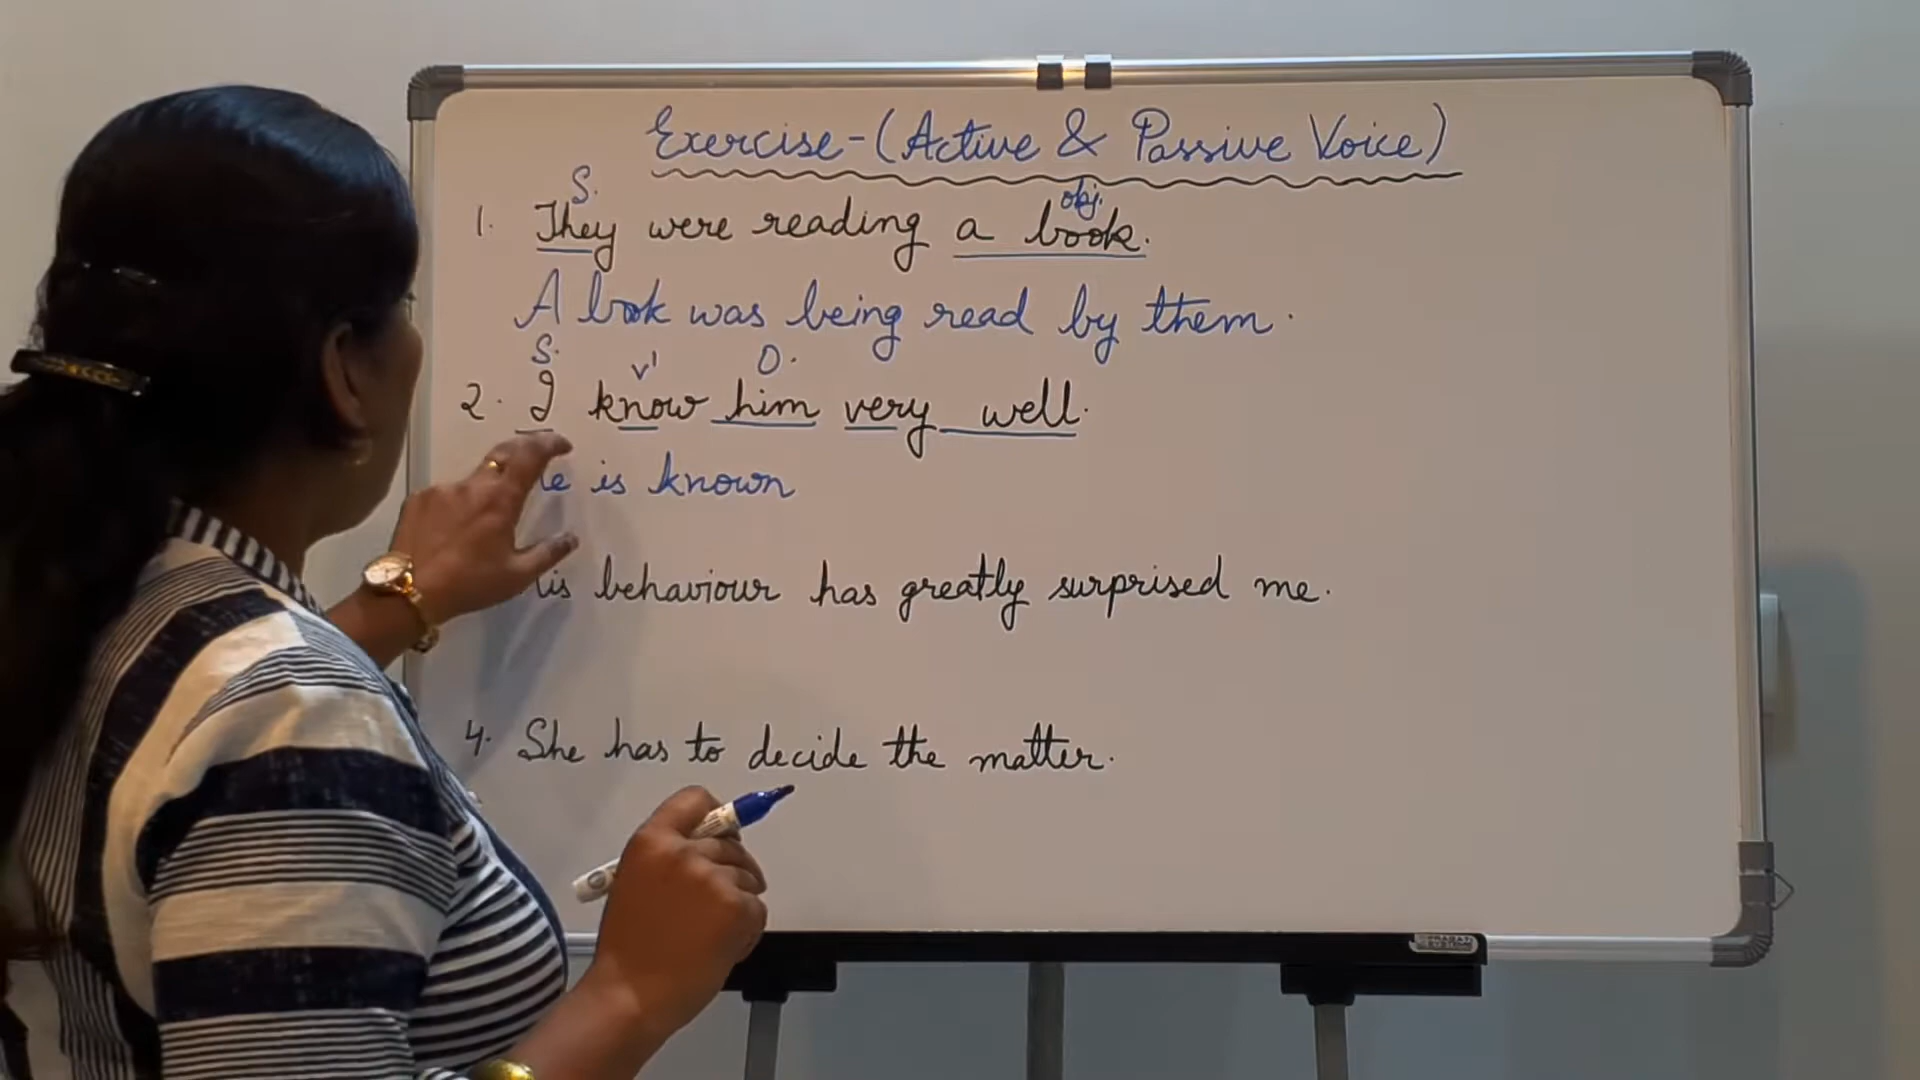 Exercise-(Active & Passive Voice)
S. obj.
1. They were reading a book.
A book was being read by them.
S. V¹ O.
2. I know him very well.
is known
behaviour has greatly surprised me.
4. She has to decide the matter.